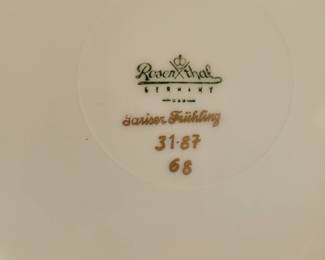 Rosenthal
GERMANY
Pariser Frühling
31-87
68